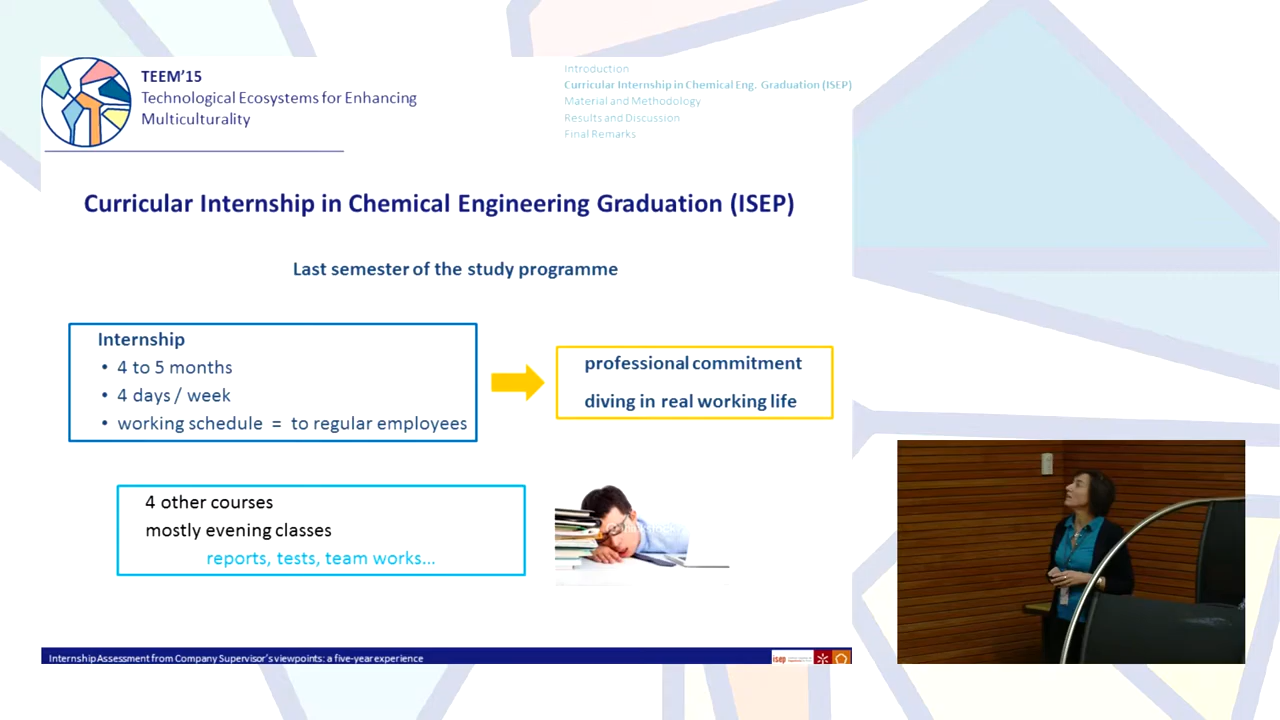 TEEM’15
Technological Ecosystems for Enhancing
Multiculturality
Introduction
Curricular Internship in Chemical Eng. Graduation (ISEP)
Material and Methodology
Results and Discussion
Final Remarks
Curricular Internship in Chemical Engineering Graduation (ISEP)
Last semester of the study programme
Internship
• 4 to 5 months
• 4 days / week
• working schedule = to regular employees
professional commitment
diving in real working life
4 other courses
mostly evening classes
reports, tests, team works...
Internship Assessment from Company Supervisor’s viewpoints: a five-year experience
isep